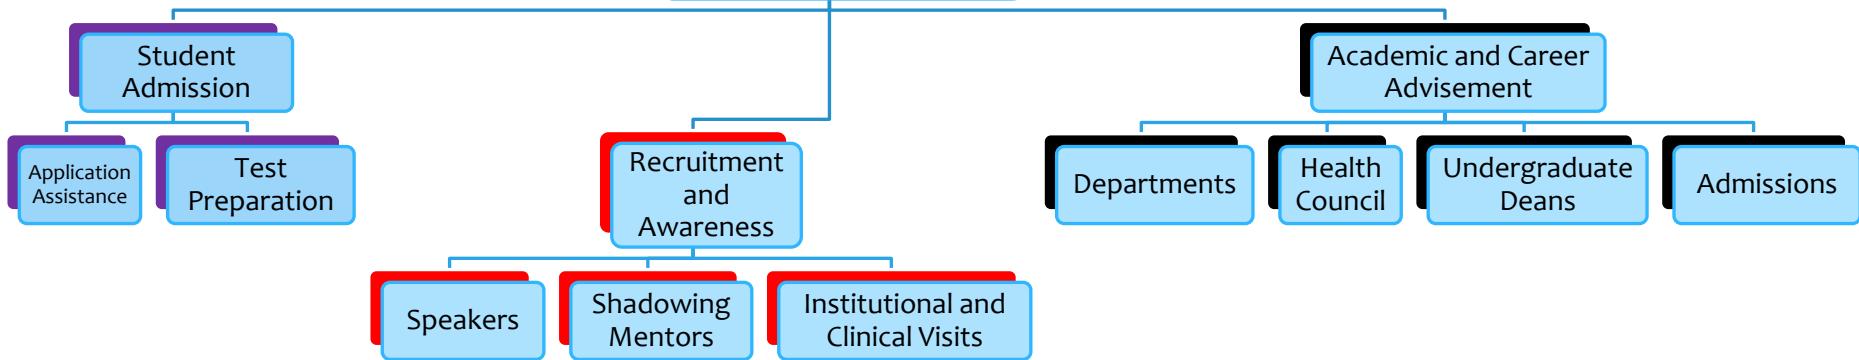 Student
Admission
Academic and Career
Advisement
Application
Assistance
Test
Preparation
Recruitment
and
Awareness
Departments
Health
Council
Undergraduate
Deans
Admissions
Speakers
Shadowing
Mentors
Institutional and
Clinical Visits